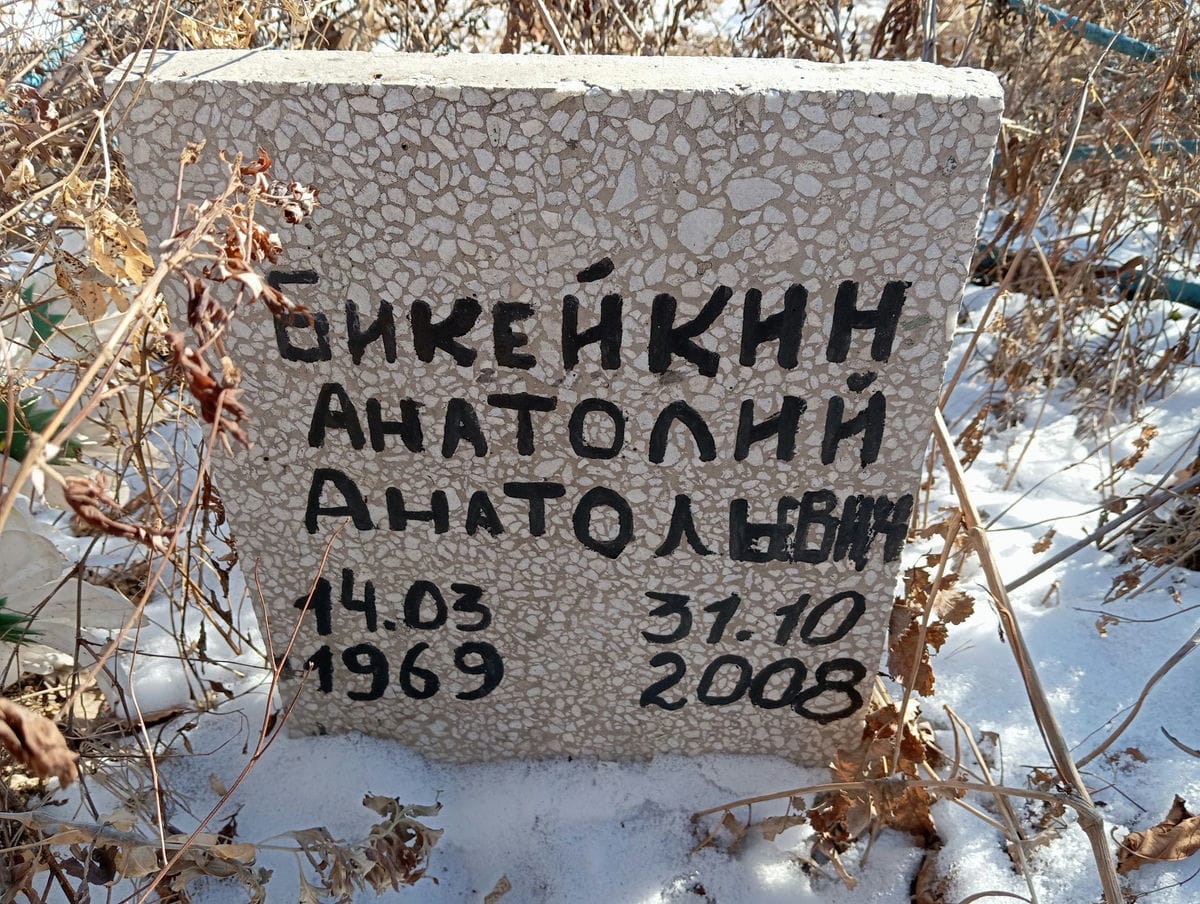 БИКЕЙКИН
АНАТОЛИЙ
АНАТОЛЬЕВИЧ
14.03 31.10
1969 2008